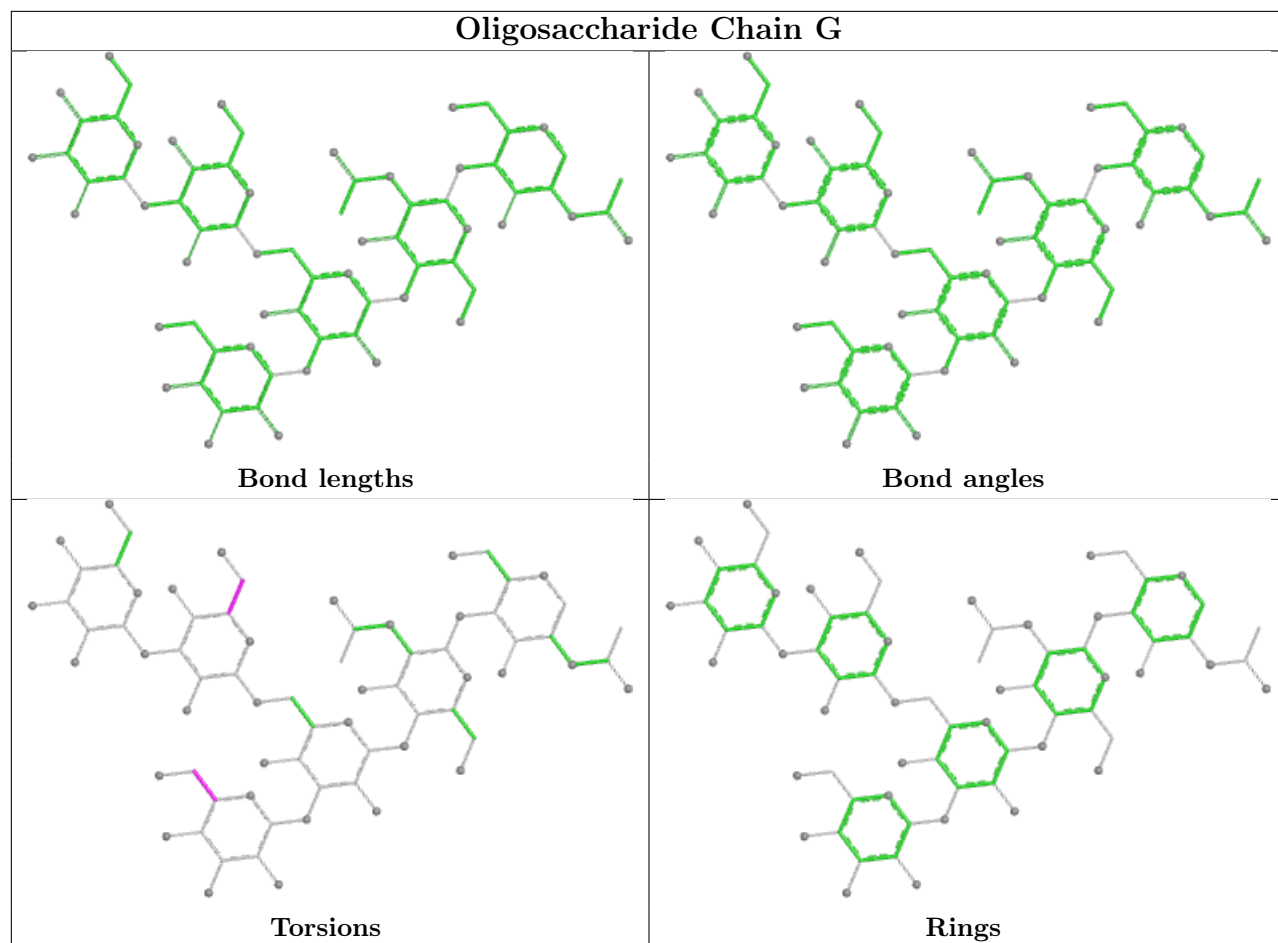 Oligosaccharide Chain G
Bond lengths
Bond angles
Torsions
Rings